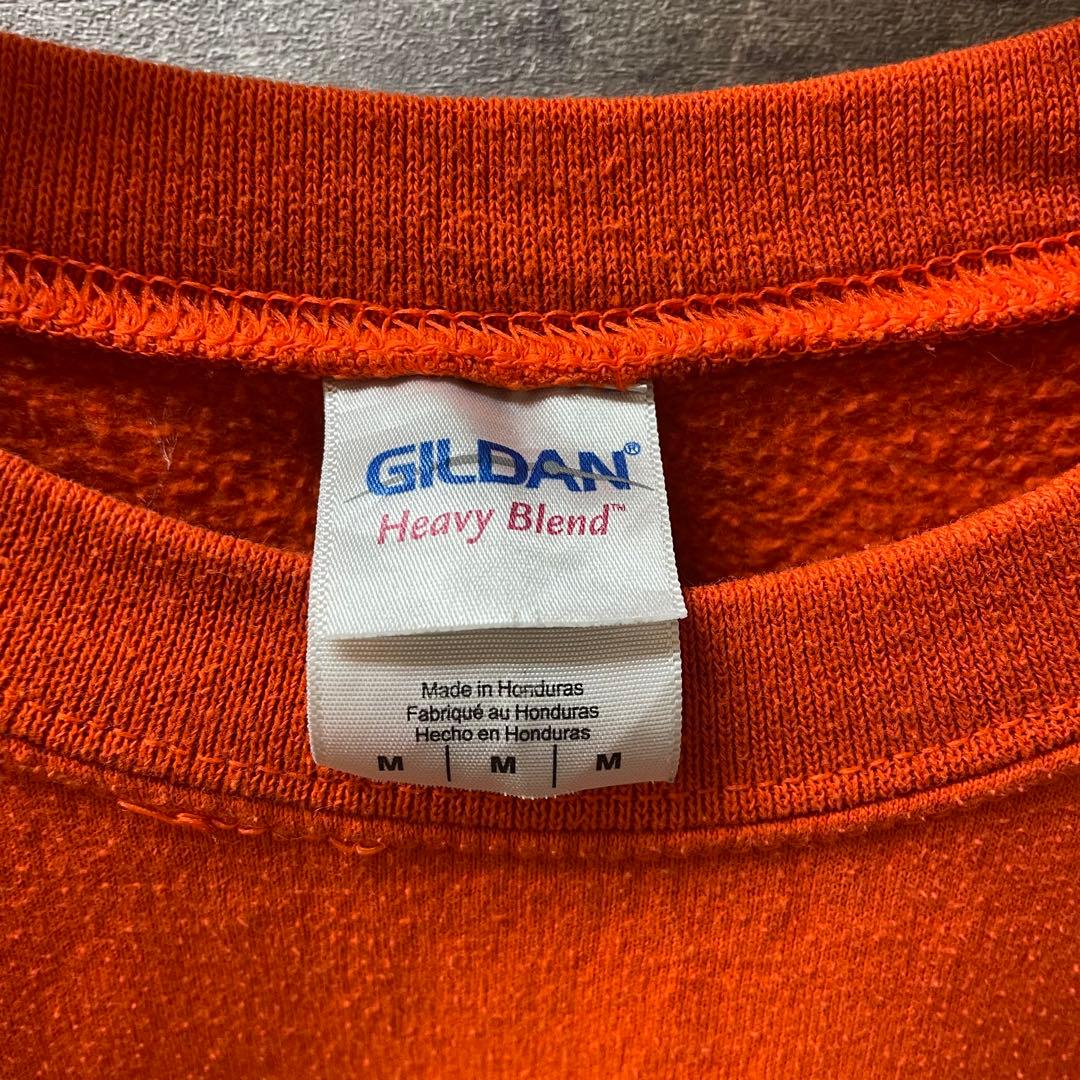 GILDAN®
Heavy Blend™
Made in Honduras
Fabriqué au Honduras
Hecho en Honduras
M | M | M